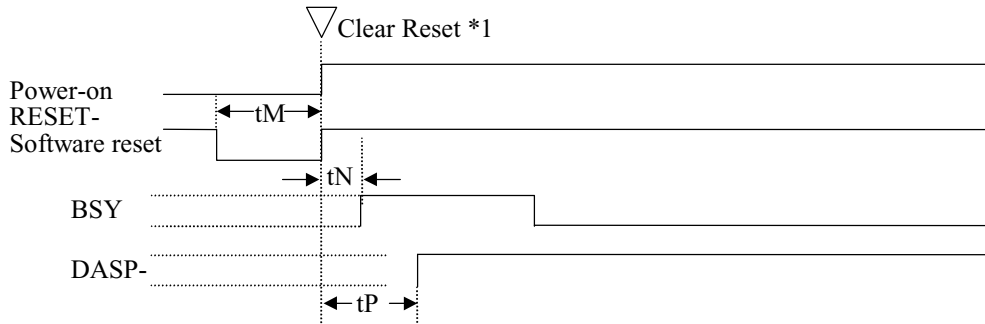 Clear Reset *1
Power-on
RESET-
Software reset
tM
tN
BSY
DASP-
tP